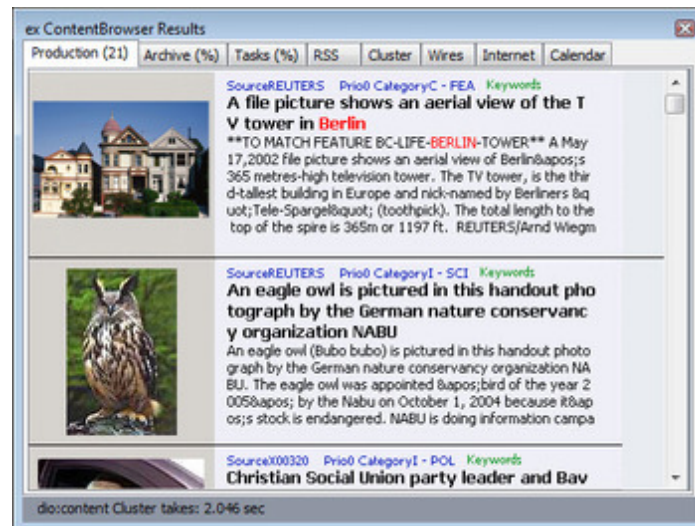 ex ContentBrowser Results
Production (21) Archive (%) Tasks (%) RSS Cluster Wires Internet Calendar
SourceREUTERS Prio0 CategoryC - FEA Keywords
A file picture shows an aerial view of the T
V tower in Berlin
**TO MATCH FEATURE BC-LIFE-BERLIN-TOWER** A May
17,2002 file picture shows an aerial view of Berlin&apos;s
365 metres-high television tower. The TV tower, is the thir
d-tallest building in Europe and nick-named by Berliners &q
uot;Tele-Spargel&quot; (toothpick). The total length to the
top of the spire is 365m or 1197 ft. REUTERS/Arnd Wiegm
SourceREUTERS Prio0 CategoryI - SCI Keywords
An eagle owl is pictured in this handout pho
tograph by the German nature conservanc
y organization NABU
An eagle owl (Bubo bubo) is pictured in this handout photo
graph by the German nature conservancy organization NA
BU. The eagle owl was appointed &apos;bird of the year 2
005&apos; by the Nabu on October 1, 2004 because it&ap
os;s stock is endangered. NABU is doing information campa
SourceX00320 Prio0 CategoryI - POL Keywords
Christian Social Union party leader and Bav
dio:content Cluster takes: 2.046 sec